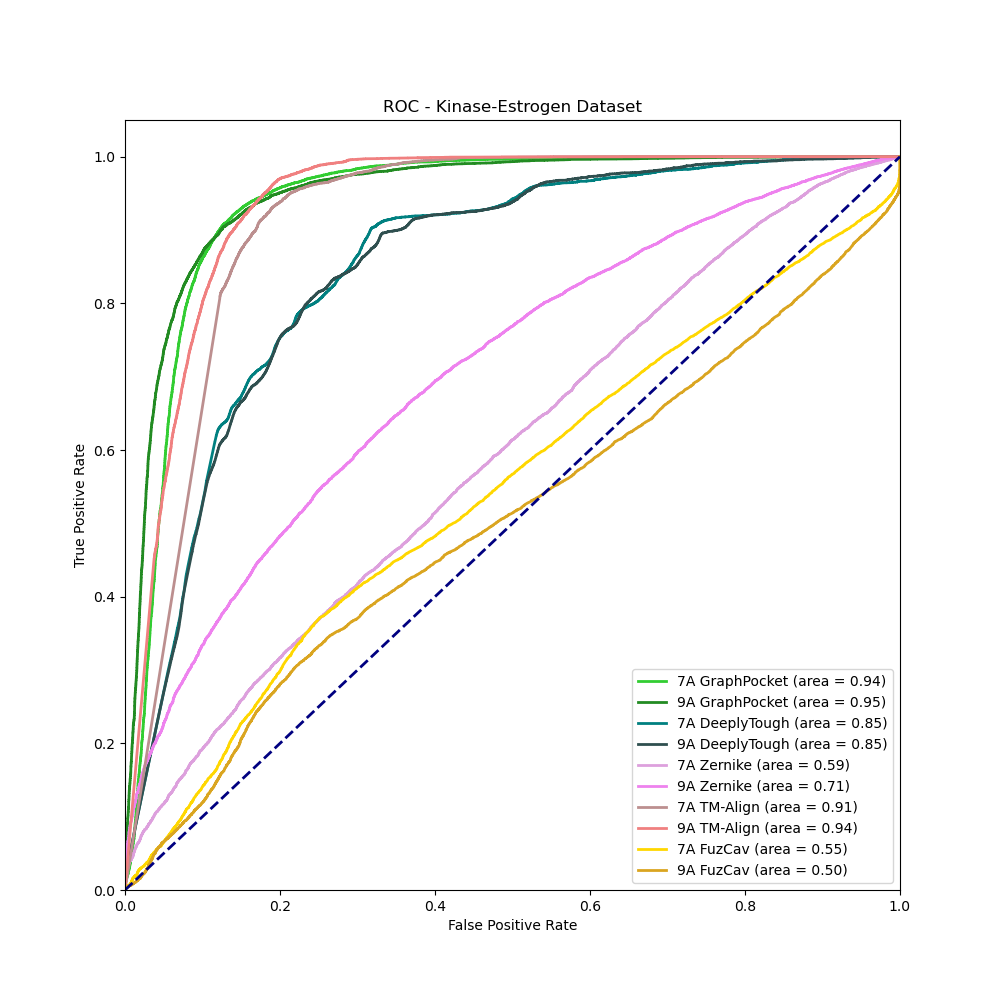 ROC - Kinase-Estrogen Dataset
True Positive Rate
1.0
0.8
0.6
0.4
0.2
0.0
7A GraphPocket (area = 0.94)
9A GraphPocket (area = 0.95)
7A DeeplyTough (area = 0.85)
9A DeeplyTough (area = 0.85)
7A Zernike (area = 0.59)
9A Zernike (area = 0.71)
7A TM-Align (area = 0.91)
9A TM-Align (area = 0.94)
7A FuzCav (area = 0.55)
9A FuzCav (area = 0.50)
0.0 0.2 0.4 0.6 0.8 1.0
False Positive Rate